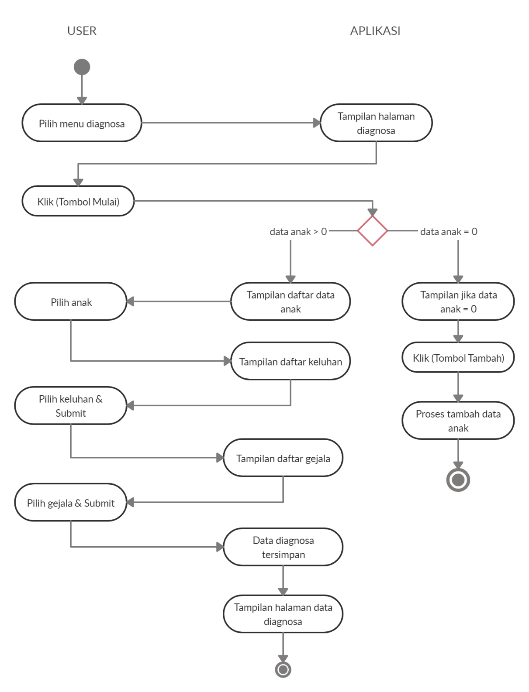 USER
APLIKASI
Pilih menu diagnosa
Tampilan halaman
diagnosa
Klik (Tombol Mulai)
data anak > 0
data anak = 0
Pilih anak
Tampilan daftar data
anak
Tampilan jika data
anak = 0
Tampilan daftar keluhan
Klik (Tombol Tambah)
Pilih keluhan &
Submit
Proses tambah data
anak
Tampilan daftar gejala
Pilih gejala & Submit
Data diagnosa
tersimpan
Tampilan halaman data
diagnosa